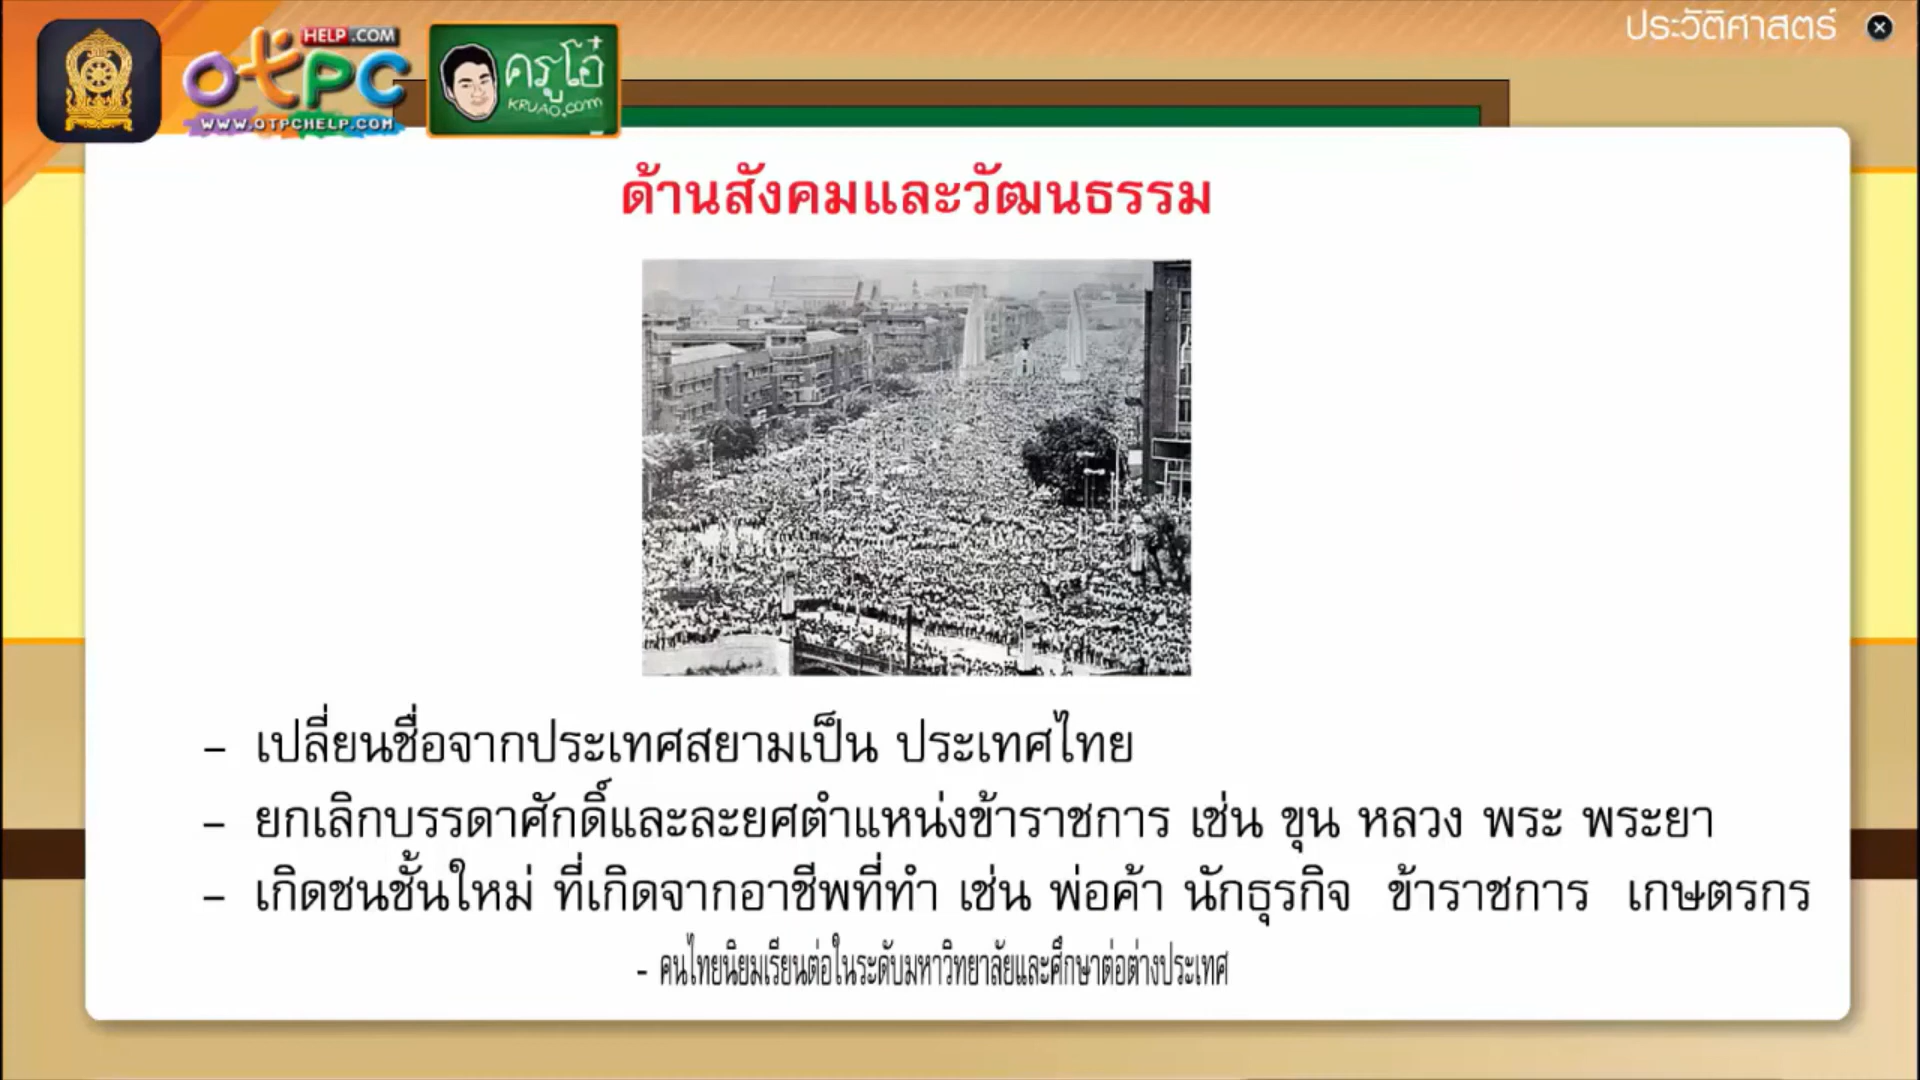 ประวัติศาสตร์
HELP.COM
OTPC
WWW.OTPCHELP.COM
ครูโอ๋
KRUAO.COM
ด้านสังคมและวัฒนธรรม
– เปลี่ยนชื่อจากประเทศสยามเป็น ประเทศไทย
– ยกเลิกบรรดาศักดิ์และละยศตำแหน่งข้าราชการ เช่น ขุน หลวง พระ พระยา
– เกิดชนชั้นใหม่ ที่เกิดจากอาชีพที่ทำ เช่น พ่อค้า นักธุรกิจ ข้าราชการ เกษตรกร
- คนไทยนิยมเรียนต่อในระดับมหาวิทยาลัยและศึกษาต่อต่างประเทศ